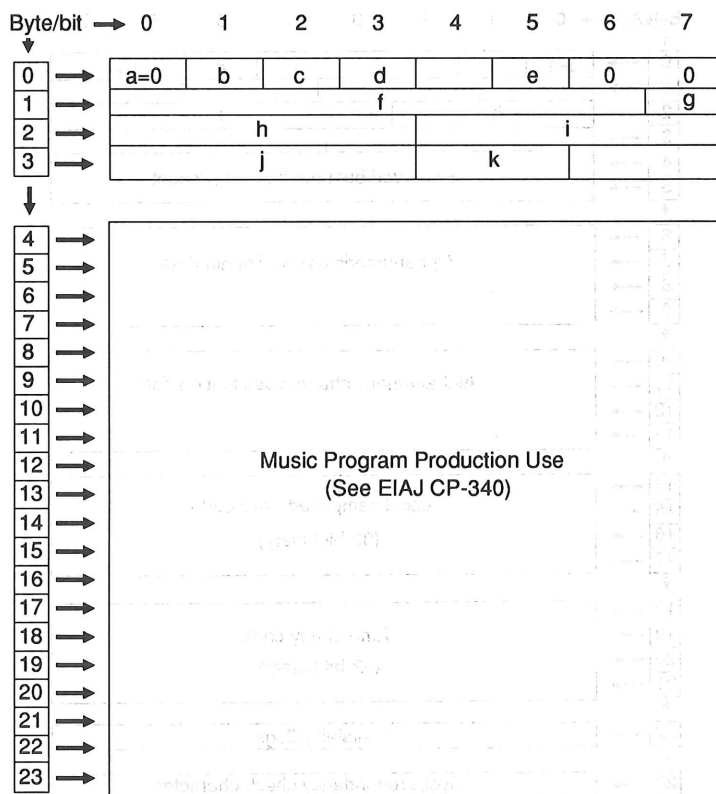 Byte/bit → 0 1 2 3 4 5 6 7
0 → a=0 b c d e 0 0
1 → f g
2 → h i
3 → j k
4 →
5 →
6 →
7 →
8 →
9 →
10 →
11 →
12 → Music Program Production Use
13 → (See EIAJ CP-340)
14 →
15 →
16 →
17 →
18 →
19 →
20 →
21 →
22 →
23 →